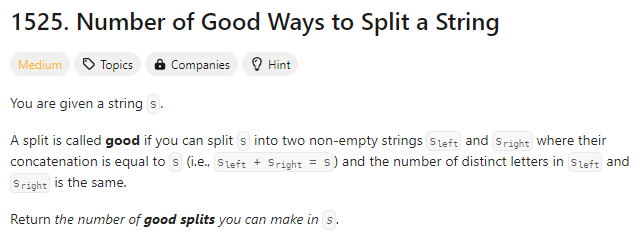 1525. Number of Good Ways to Split a String
Medium Topics Companies Hint
You are given a string s.
A split is called good if you can split s into two non-empty strings sleft and sright where their
concatenation is equal to s (i.e., sleft + sright = s) and the number of distinct letters in sleft and
sright is the same.
Return the number of good splits you can make in s.